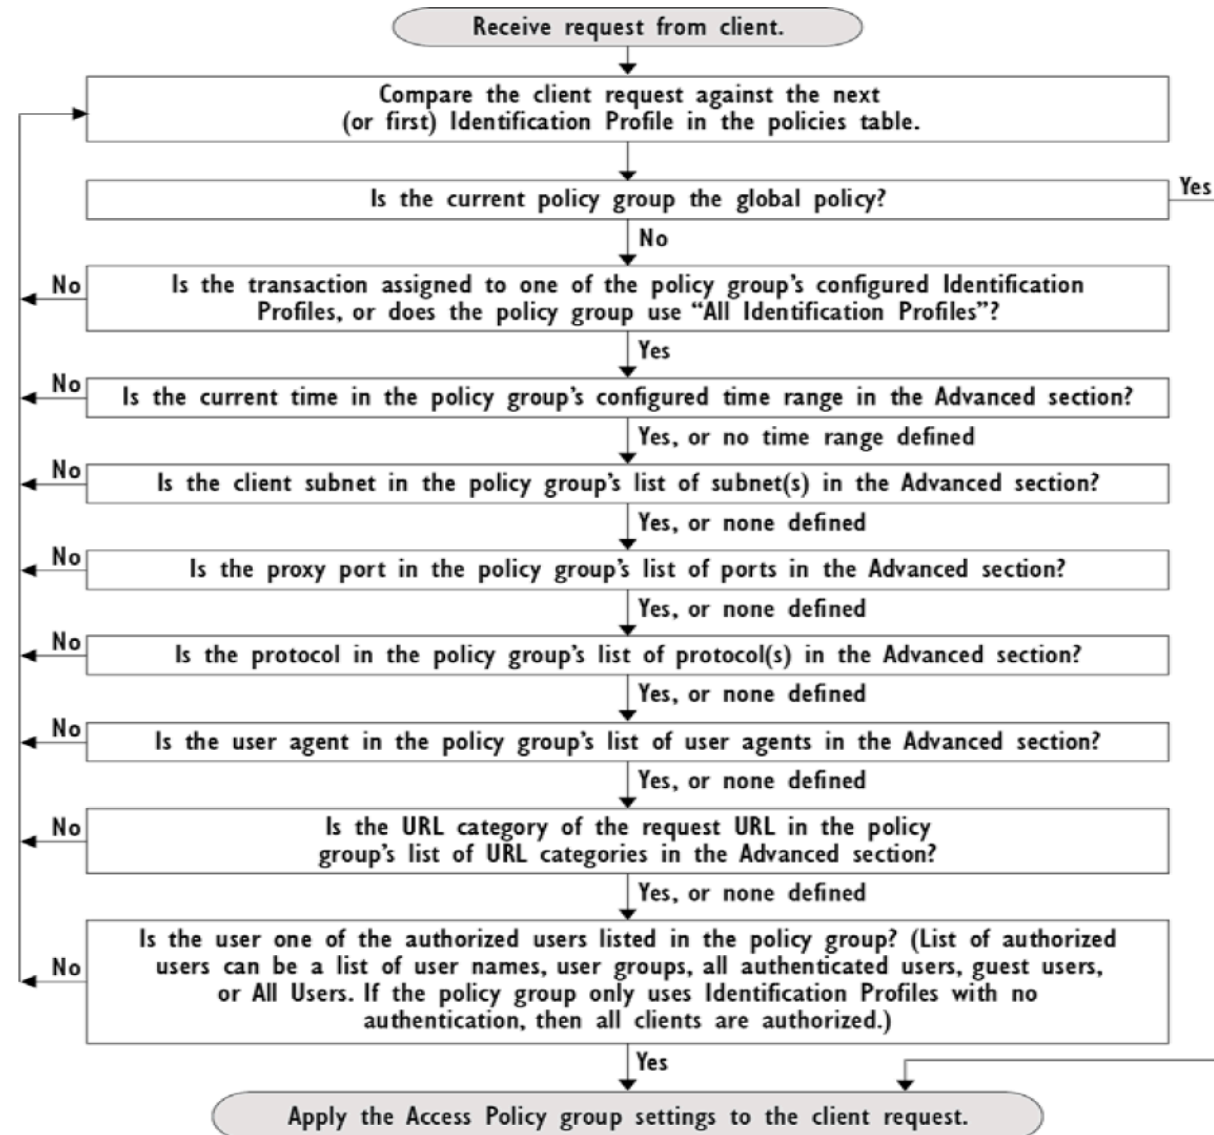 Receive request from client.
Compare the client request against the next
(or first) Identification Profile in the policies table.
Is the current policy group the global policy?
Yes
No
Is the transaction assigned to one of the policy group's configured Identification
Profiles, or does the policy group use “All Identification Profiles”?
No
Yes
Is the current time in the policy group's configured time range in the Advanced section?
No
Yes, or no time range defined
Is the client subnet in the policy group's list of subnet(s) in the Advanced section?
No
Yes, or none defined
Is the proxy port in the policy group's list of ports in the Advanced section?
No
Yes, or none defined
Is the protocol in the policy group's list of protocol(s) in the Advanced section?
No
Yes, or none defined
Is the user agent in the policy group's list of user agents in the Advanced section?
No
Yes, or none defined
Is the URL category of the request URL in the policy
group's list of URL categories in the Advanced section?
No
Yes, or none defined
Is the user one of the authorized users listed in the policy group? (List of authorized
users can be a list of user names, user groups, all authenticated users, guest users,
or All Users. If the policy group only uses Identification Profiles with no
authentication, then all clients are authorized.)
No
Yes
Apply the Access Policy group settings to the client request.